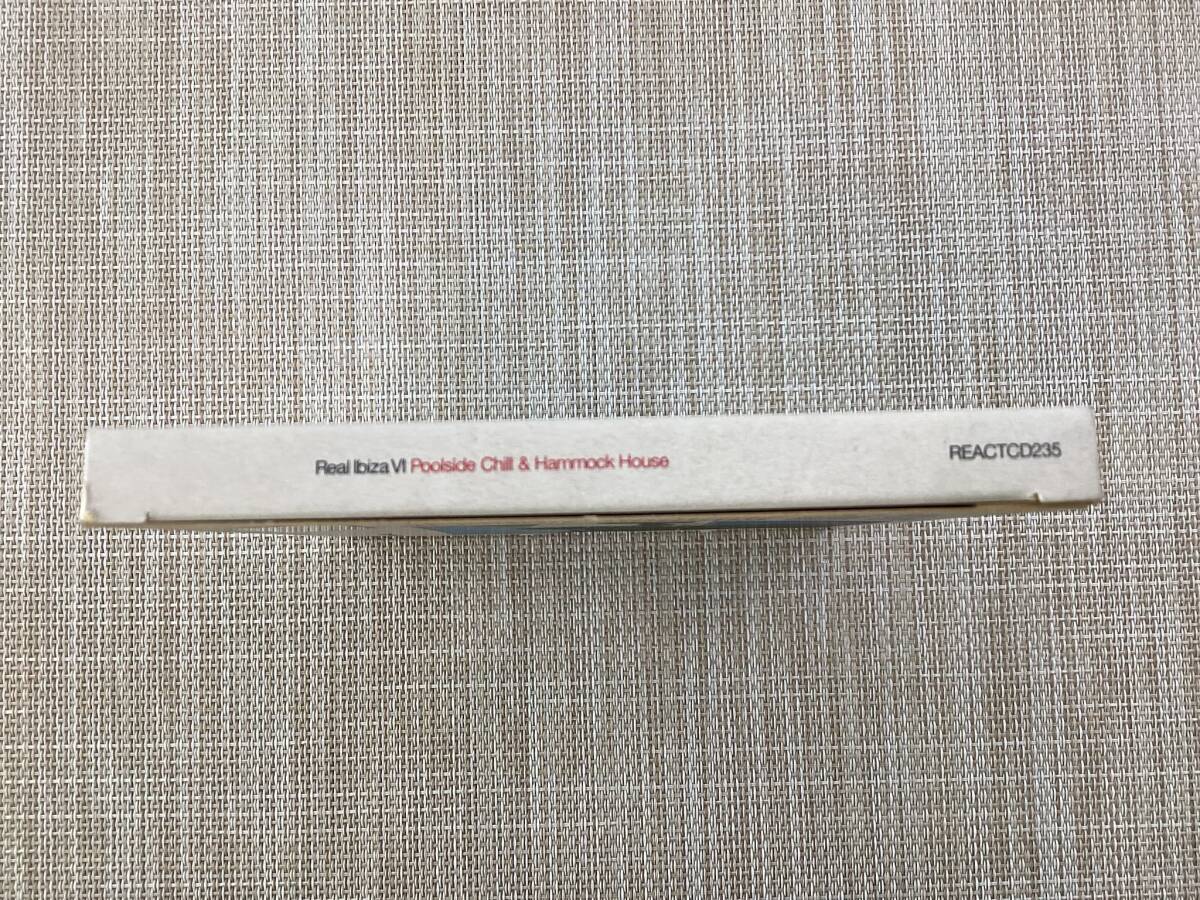 Real Ibiza VI Poolside Chill & Hammock House
REACTCD235